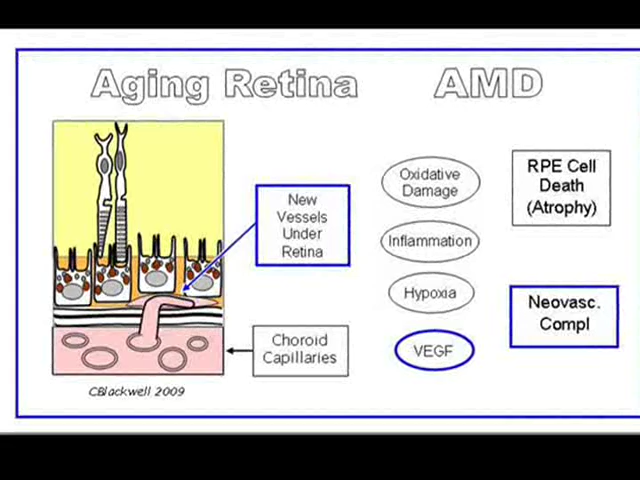 Aging Retina
AMD
New
Vessels
Under
Retina
Choroid
Capillaries
CBlackwell 2009
Oxidative
Damage
Inflammation
Hypoxia
VEGF
RPE Cell
Death
(Atrophy)
Neovasc.
Compl